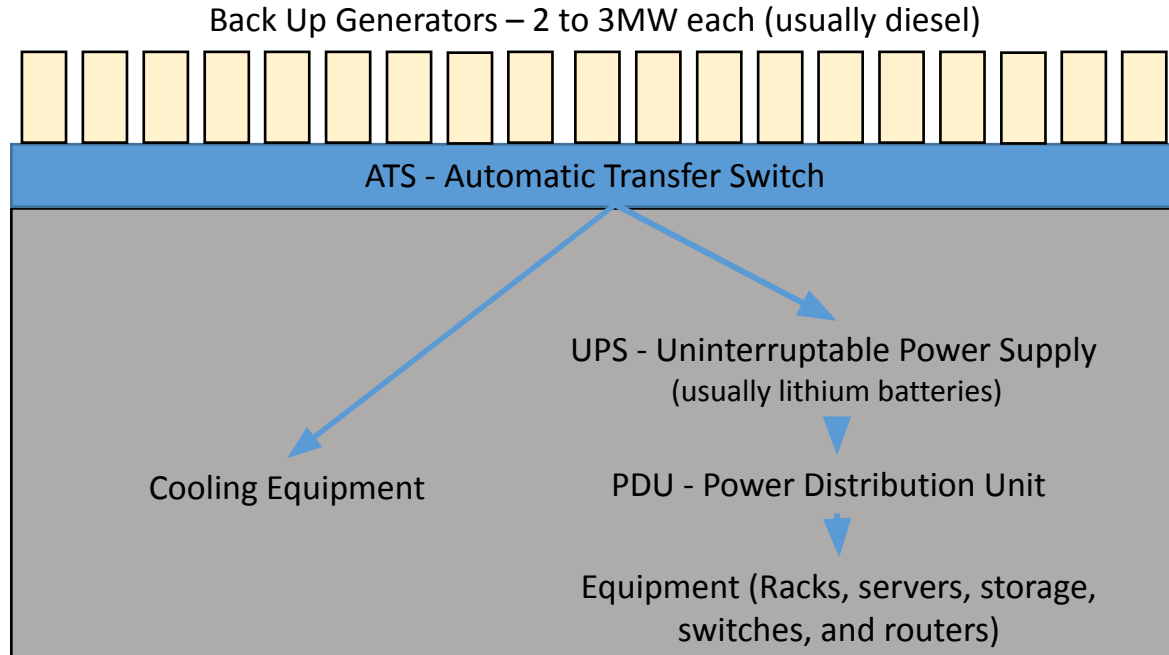 Back Up Generators – 2 to 3MW each (usually diesel)
ATS - Automatic Transfer Switch
UPS - Uninterruptable Power Supply
(usually lithium batteries)
Cooling Equipment
PDU - Power Distribution Unit
Equipment (Racks, servers, storage,
switches, and routers)